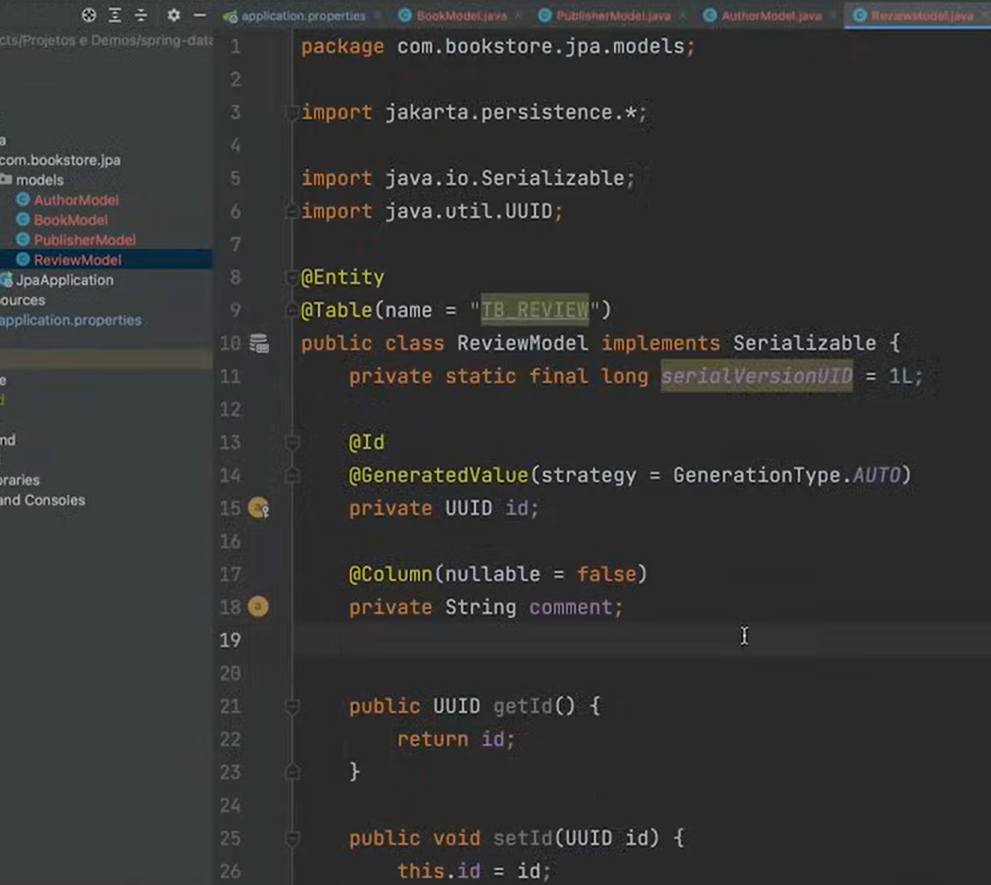 application.properties BookModel.java PublisherModel.java AuthorModel.java ReviewModel.java
cts/Projetos e Demos/spring-data
a
com.bookstore.jpa
models
AuthorModel
BookModel
PublisherModel
ReviewModel
JpaApplication
ources
application.properties
e
d
nd
braries
and Consoles
1 package com.bookstore.jpa.models;
2
3 import jakarta.persistence.*;
4
5 import java.io.Serializable;
6 import java.util.UUID;
7
8 @Entity
9 @Table(name = "TB_REVIEW")
10 public class ReviewModel implements Serializable {
11 private static final long serialVersionUID = 1L;
12
13 @Id
14 @GeneratedValue(strategy = GenerationType.AUTO)
15 private UUID id;
16
17 @Column(nullable = false)
18 private String comment;
19
20
21 public UUID getId() {
22 return id;
23 }
24
25 public void setId(UUID id) {
26 this.id = id;